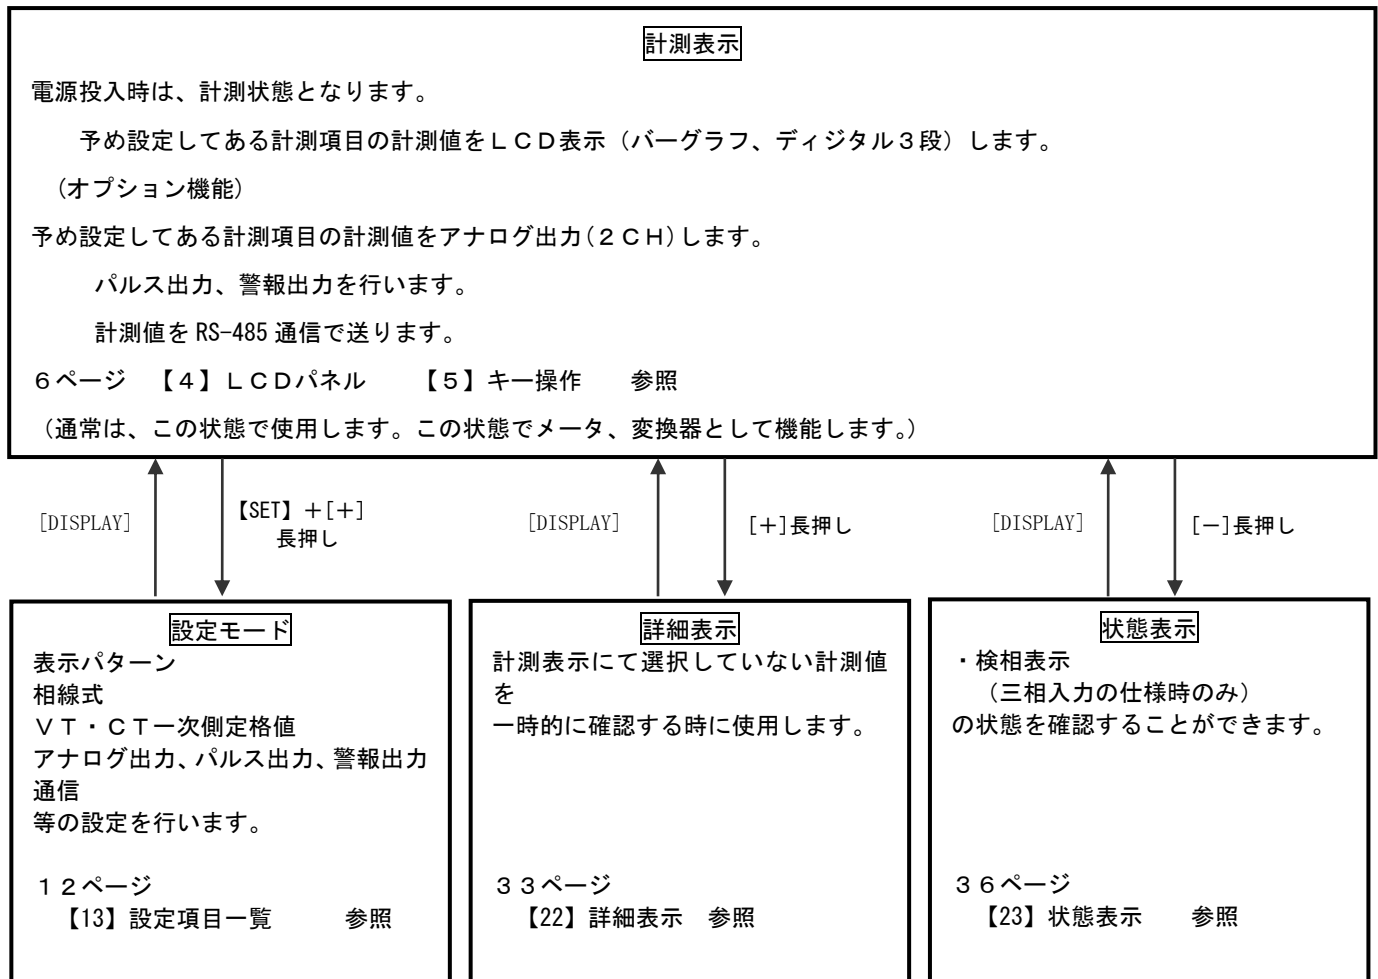 計測表示
電源投入時は、計測状態となります。
予め設定してある計測項目の計測値をＬＣＤ表示（バーグラフ、ディジタル３段）します。
（オプション機能）
予め設定してある計測項目の計測値をアナログ出力(２ＣＨ)します。
パルス出力、警報出力を行います。
計測値を RS-485 通信で送ります。
６ページ　【４】ＬＣＤパネル　　【５】キー操作　　参照
（通常は、この状態で使用します。この状態でメータ、変換器として機能します。）
[DISPLAY]
【SET】＋[＋]
長押し
[DISPLAY]
[＋]長押し
[DISPLAY]
[－]長押し
設定モード
表示パターン
相線式
ＶＴ・ＣＴ一次側定格値
アナログ出力、パルス出力、警報出力
通信
等の設定を行います。
１２ページ
【13】設定項目一覧　　　参照
詳細表示
計測表示にて選択していない計測値
を
一時的に確認する時に使用します。
３３ページ
【22】詳細表示　参照
状態表示
・検相表示
（三相入力の仕様時のみ）
の状態を確認することができます。
３６ページ
【23】状態表示　　参照